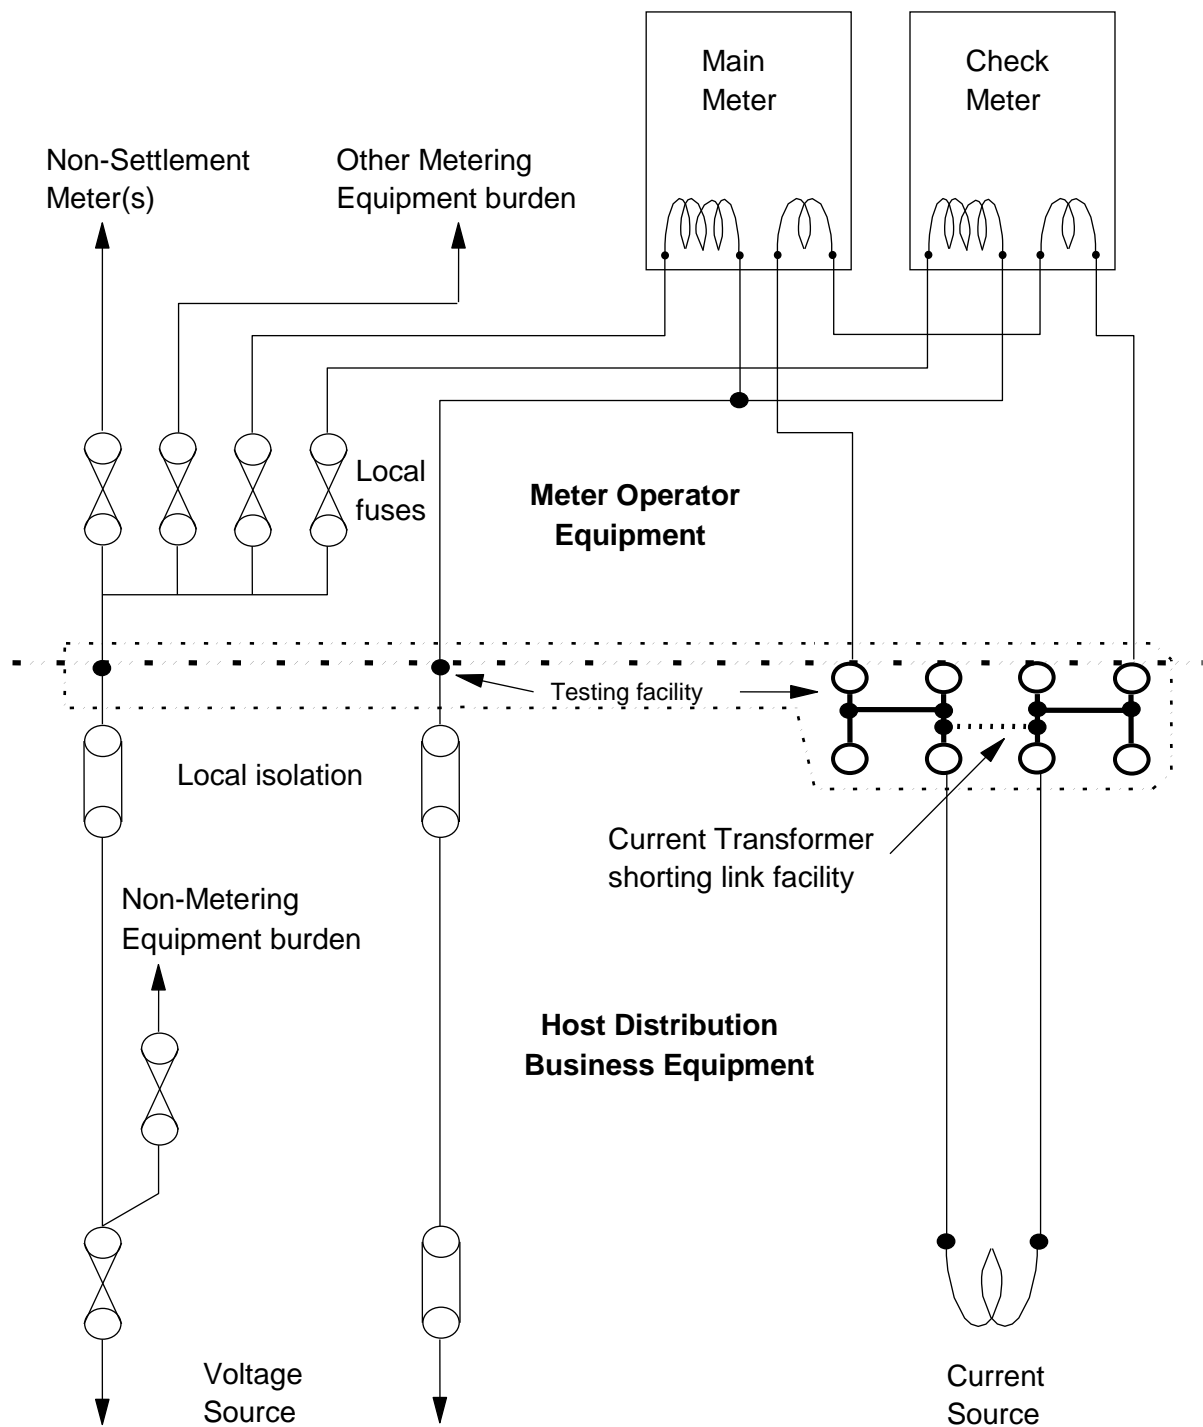 Main
Meter
Check
Meter
Non-Settlement
Meter(s)
Other Metering
Equipment burden
Local
fuses
Meter Operator
Equipment
Testing facility
Local isolation
Current Transformer
shorting link facility
Non-Metering
Equipment burden
Host Distribution
Business Equipment
Voltage
Source
Current
Source